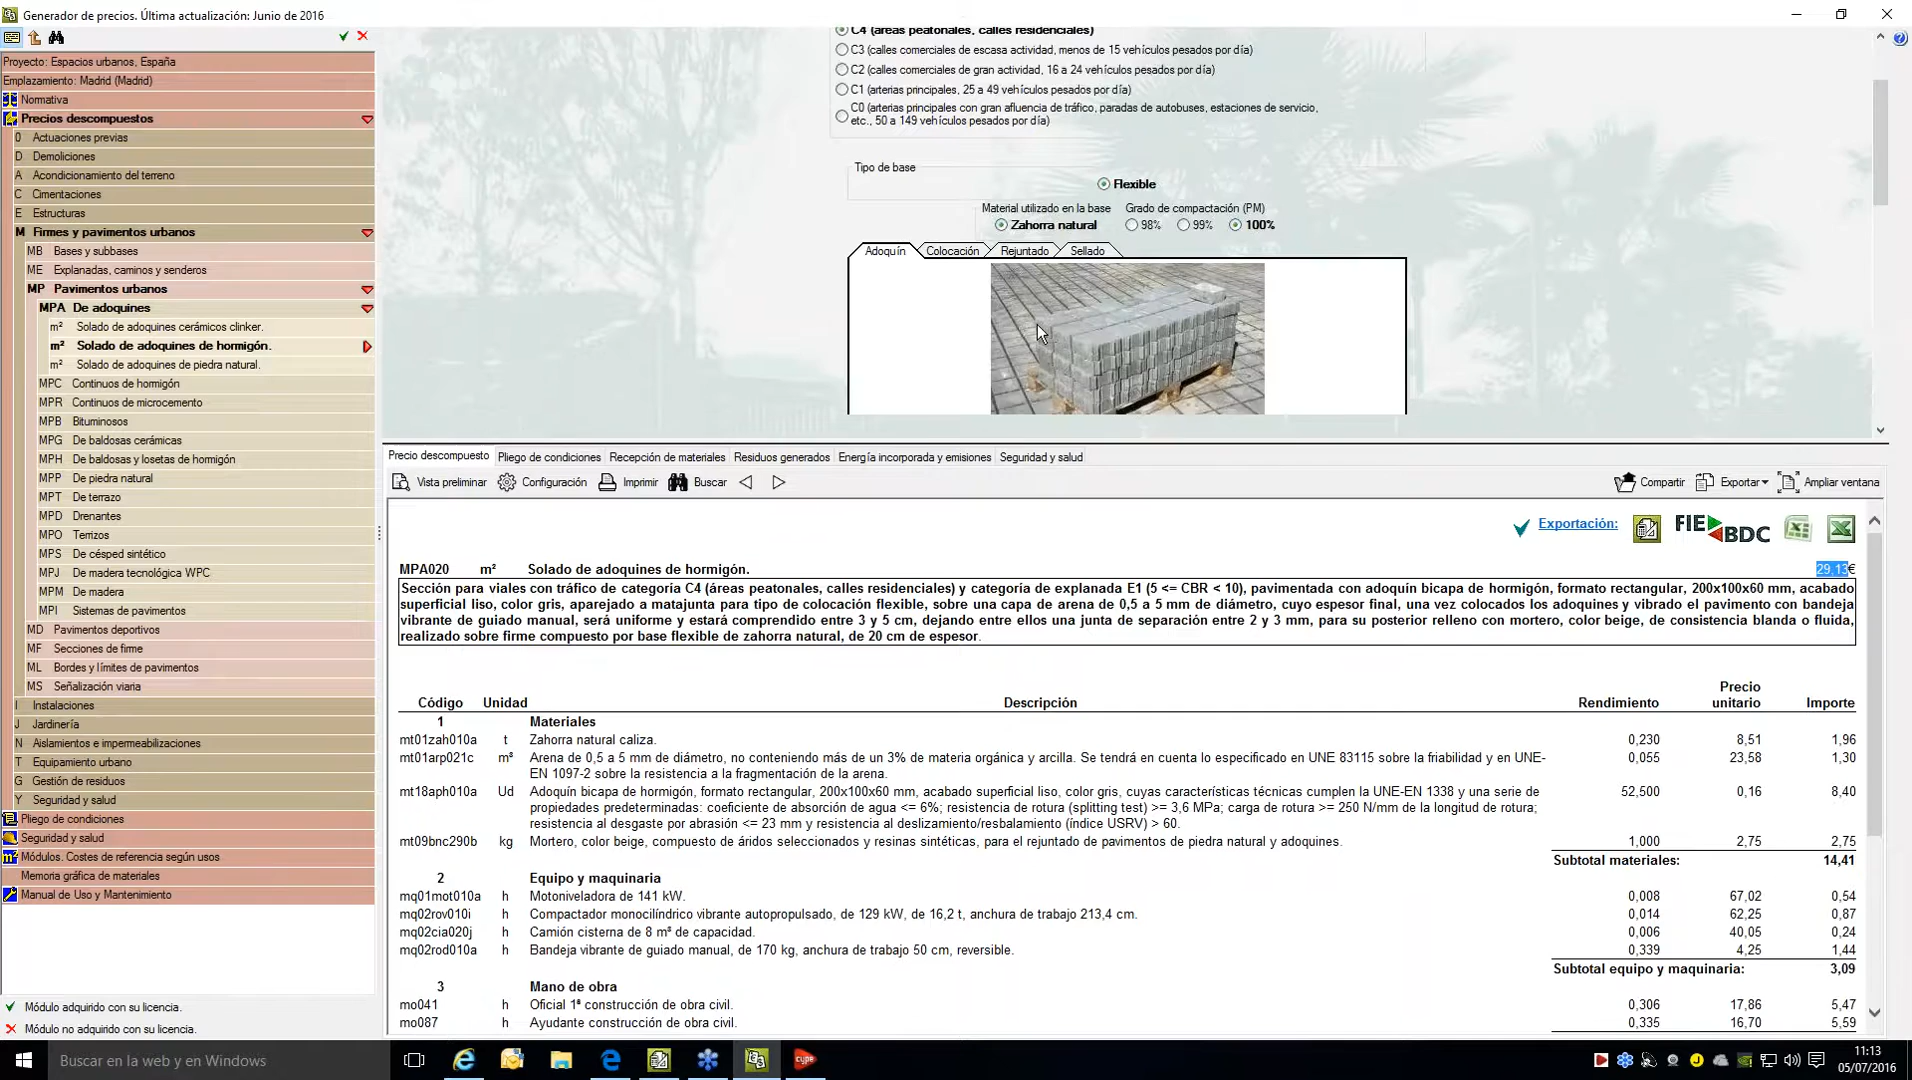 Generador de precios. Última actualización: Junio de 2016
Proyecto: Espacios urbanos, España
Emplazamiento: Madrid (Madrid)
Normativa
Precios descompuestos
0 Actuaciones previas
D Demoliciones
A Acondicionamiento del terreno
C Cimentaciones
E Estructuras
M Firmes y pavimentos urbanos
MB Bases y subbases
ME Explanadas, caminos y senderos
MP Pavimentos urbanos
MPA De adoquines
m² Solado de adoquines cerámicos clinker.
m² Solado de adoquines de hormigón.
m² Solado de adoquines de piedra natural.
MPC Continuos de hormigón
MPR Continuos de microcemento
MPB Bituminosos
MPG De baldosas cerámicas
MPH De baldosas y losetas de hormigón
MPP De piedra natural
MPT De terrazo
MPD Drenantes
MPO Terrizos
MPS De césped sintético
MPJ De madera tecnológica WPC
MPM De madera
MPI Sistemas de pavimentos
MD Pavimentos deportivos
MF Secciones de firme
ML Bordes y límites de pavimentos
MS Señalización viaria
I Instalaciones
J Jardinería
N Aislamientos e impermeabilizaciones
T Equipamiento urbano
G Gestión de residuos
Y Seguridad y salud
Pliego de condiciones
Seguridad y salud
Módulos. Costes de referencia según usos
Memoria gráfica de materiales
Manual de Uso y Mantenimiento
Módulo adquirido con su licencia.
Módulo no adquirido con su licencia.
C4 (áreas peatonales, calles residenciales)
C3 (calles comerciales de escasa actividad, menos de 15 vehículos pesados por día)
C2 (calles comerciales de gran actividad, 16 a 24 vehículos pesados por día)
C1 (arterias principales, 25 a 49 vehículos pesados por día)
C0 (arterias principales con gran afluencia de tráfico, paradas de autobuses, estaciones de servicio,
etc., 50 a 149 vehículos pesados por día)
Tipo de base
Flexible
Material utilizado en la base Grado de compactación (PM)
Zahorra natural 98% 99% 100%
Adoquín Colocación Rejuntado Sellado
Precio descompuesto Pliego de condiciones Recepción de materiales Residuos generados Energía incorporada y emisiones Seguridad y salud
Vista preliminar Configuración Imprimir Buscar Compartir Exportar Ampliar ventana
Exportación: FIE BDC
MPA020 m² Solado de adoquines de hormigón. 29,13€
Sección para viales con tráfico de categoría C4 (áreas peatonales, calles residenciales) y categoría de explanada E1 (5 <= CBR < 10), pavimentada con adoquín bicapa de hormigón, formato rectangular, 200x100x60 mm, acabado
superficial liso, color gris, aparejado a matajunta para tipo de colocación flexible, sobre una capa de arena de 0,5 a 5 mm de diámetro, cuyo espesor final, una vez colocados los adoquines y vibrado el pavimento con bandeja
vibrante de guiado manual, será uniforme y estará comprendido entre 3 y 5 cm, dejando entre ellos una junta de separación entre 2 y 3 mm, para su posterior relleno con mortero, color beige, de consistencia blanda o fluida,
realizado sobre firme compuesto por base flexible de zahorra natural, de 20 cm de espesor.
Código Unidad Descripción Rendimiento Precio unitario Importe
1 Materiales
mt01zah010a t Zahorra natural caliza. 0,230 8,51 1,96
mt01arp021c m³ Arena de 0,5 a 5 mm de diámetro, no conteniendo más de un 3% de materia orgánica y arcilla. Se tendrá en cuenta lo especificado en UNE 83115 sobre la friabilidad y en UNE- 0,055 23,58 1,30
EN 1097-2 sobre la resistencia a la fragmentación de la arena.
mt18aph010a Ud Adoquín bicapa de hormigón, formato rectangular, 200x100x60 mm, acabado superficial liso, color gris, cuyas características técnicas cumplen la UNE-EN 1338 y una serie de 52,500 0,16 8,40
propiedades predeterminadas: coeficiente de absorción de agua <= 6%; resistencia de rotura (splitting test) >= 3,6 MPa; carga de rotura >= 250 N/mm de la longitud de rotura;
resistencia al desgaste por abrasión <= 23 mm y resistencia al deslizamiento/resbalamiento (índice USRV) > 60.
mt09bnc290b kg Mortero, color beige, compuesto de áridos seleccionados y resinas sintéticas, para el rejuntado de pavimentos de piedra natural y adoquines. 1,000 2,75 2,75
Subtotal materiales: 14,41
2 Equipo y maquinaria
mq01mot010a h Motoniveladora de 141 kW. 0,008 67,02 0,54
mq02rov010i h Compactador monocilíndrico vibrante autopropulsado, de 129 kW, de 16,2 t, anchura de trabajo 213,4 cm. 0,014 62,25 0,87
mq02cia020j h Camión cisterna de 8 m³ de capacidad. 0,006 40,05 0,24
mq02rod010a h Bandeja vibrante de guiado manual, de 170 kg, anchura de trabajo 50 cm, reversible. 0,339 4,25 1,44
Subtotal equipo y maquinaria: 3,09
3 Mano de obra
mo041 h Oficial 1ª construcción de obra civil. 0,306 17,86 5,47
mo087 h Ayudante construcción de obra civil. 0,335 16,70 5,59
Buscar en la web y en Windows
cype
11:13
05/07/2016